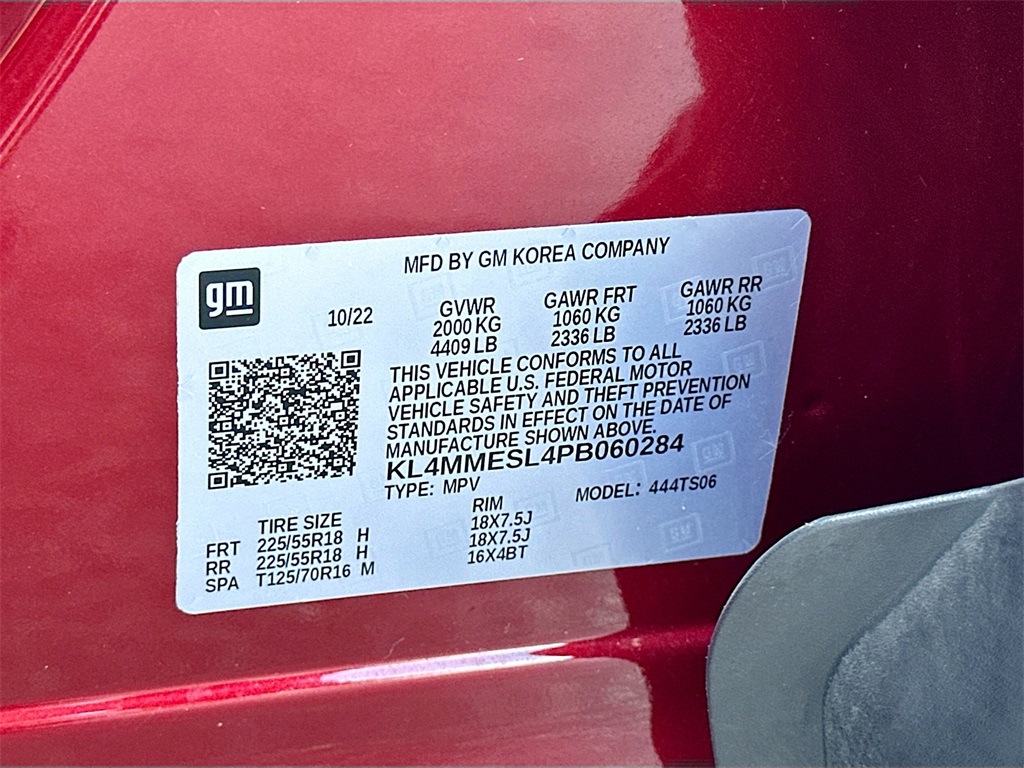 MFD BY GM KOREA COMPANY
gm
10/22
GVWR
2000 KG
4409 LB
GAWR FRT
1060 KG
2336 LB
GAWR RR
1060 KG
2336 LB
THIS VEHICLE CONFORMS TO ALL
APPLICABLE U.S. FEDERAL MOTOR
VEHICLE SAFETY AND THEFT PREVENTION
STANDARDS IN EFFECT ON THE DATE OF
MANUFACTURE SHOWN ABOVE.
KL4MMESL4PB060284
TYPE: MPV
MODEL: 444TS06
TIRE SIZE RIM
FRT 225/55R18 H 18X7.5J
RR 225/55R18 H 18X7.5J
SPA T125/70R16 M 16X4BT